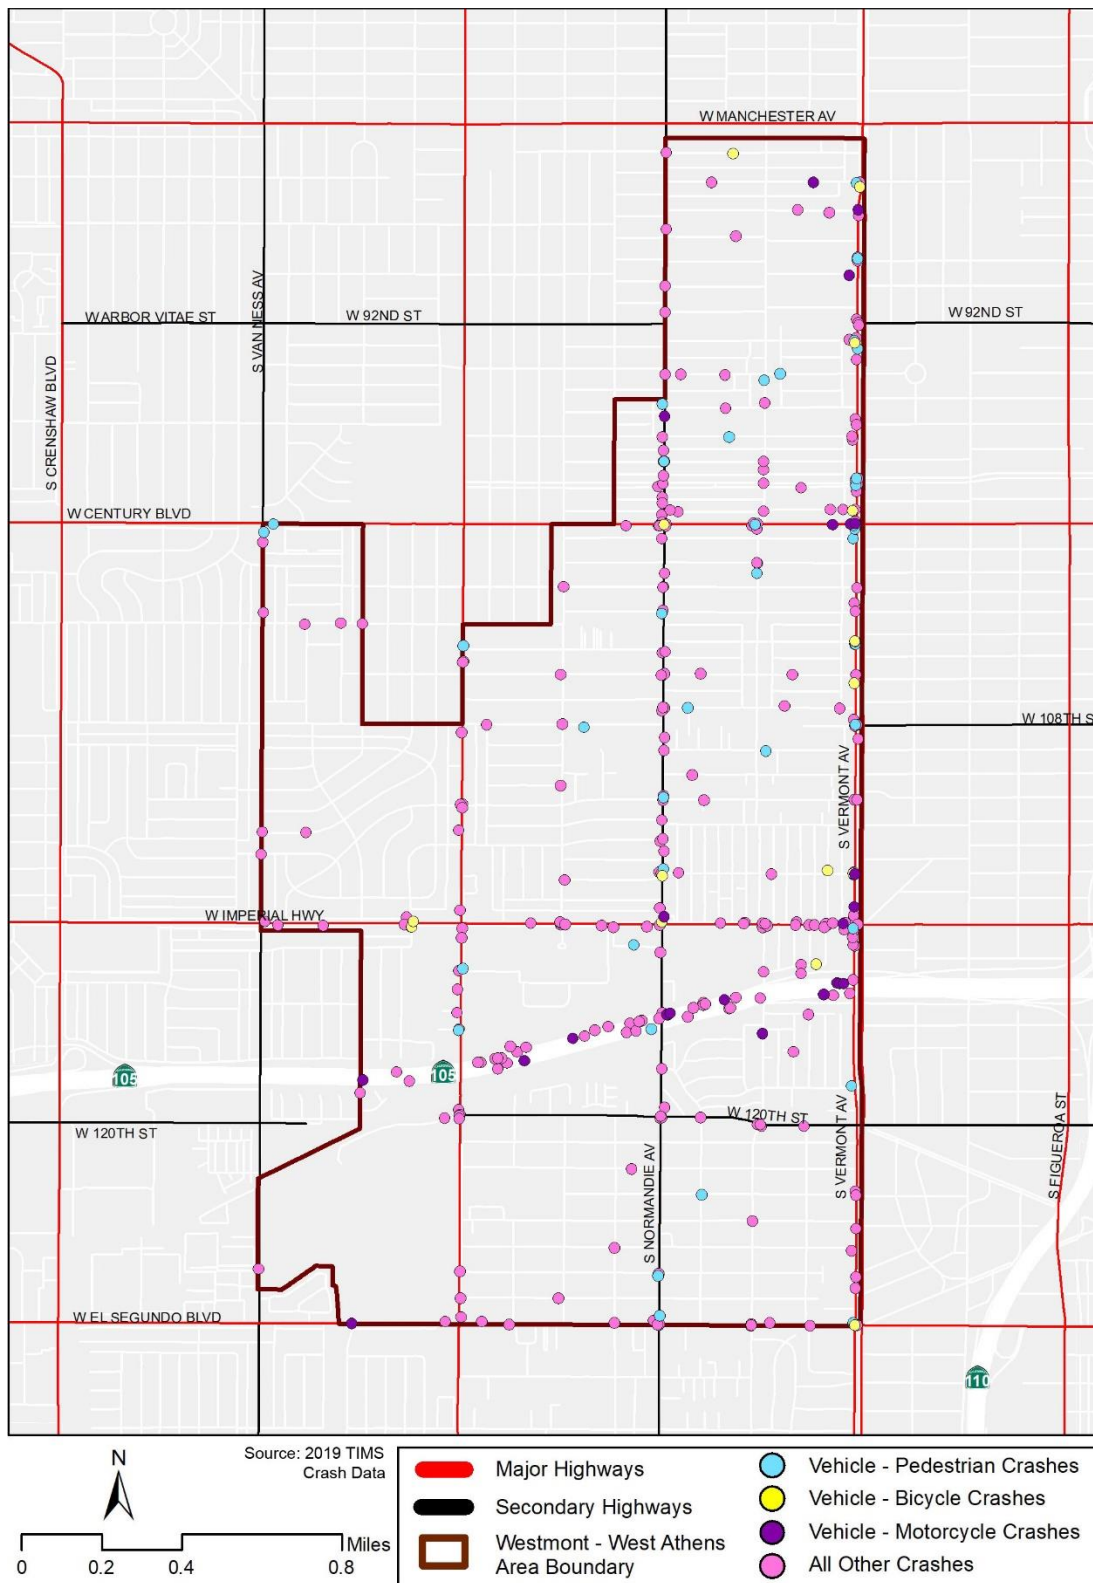 W MANCHESTER AV
S VAN NESS AV
W ARBOR VITAE ST
W 92ND ST
W 92ND ST
S CRENSHAW BLVD
W CENTURY BLVD
W 108TH S
S VERMONT AV
W IMPERIAL HWY
105
105
W 120TH ST
W 120TH ST
S NORMANDIE AV
S VERMONT AV
S FIGUEROA ST
W EL SEGUNDO BLVD
110
N
Source: 2019 TIMS
Crash Data
Miles
0 0.2 0.4 0.8
Major Highways
Secondary Highways
Westmont - West Athens
Area Boundary
Vehicle - Pedestrian Crashes
Vehicle - Bicycle Crashes
Vehicle - Motorcycle Crashes
All Other Crashes